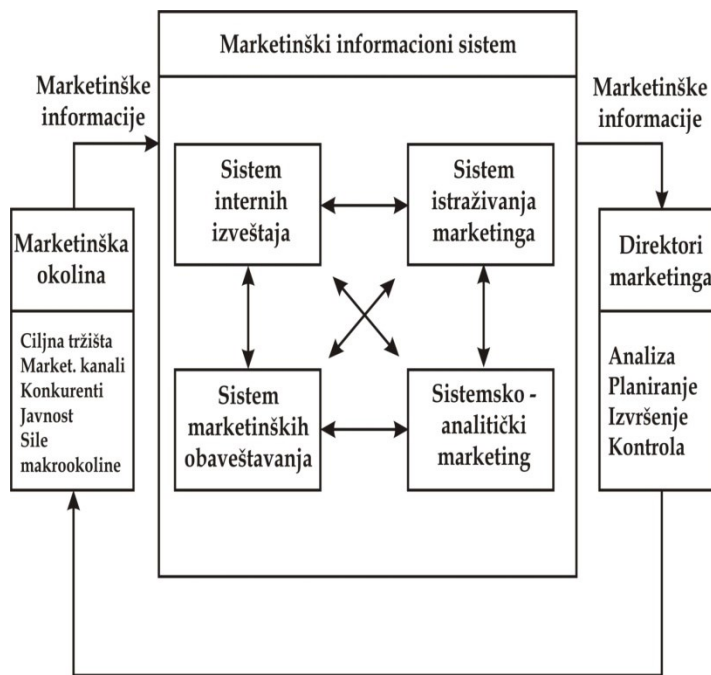 Marketinški informacioni sistem
Marketinške
informacije
Marketinške
informacije
Sistem
internih
izveštaja
Sistem
istraživanja
marketinga
Marketinška
okolina
Ciljna tržišta
Market. kanali
Konkurenti
Javnost
Sile
makrookoline
Direktori
marketinga
Analiza
Planiranje
Izvršenje
Kontrola
Sistem
marketinških
obaveštavanja
Sistemsko -
analitički
marketing